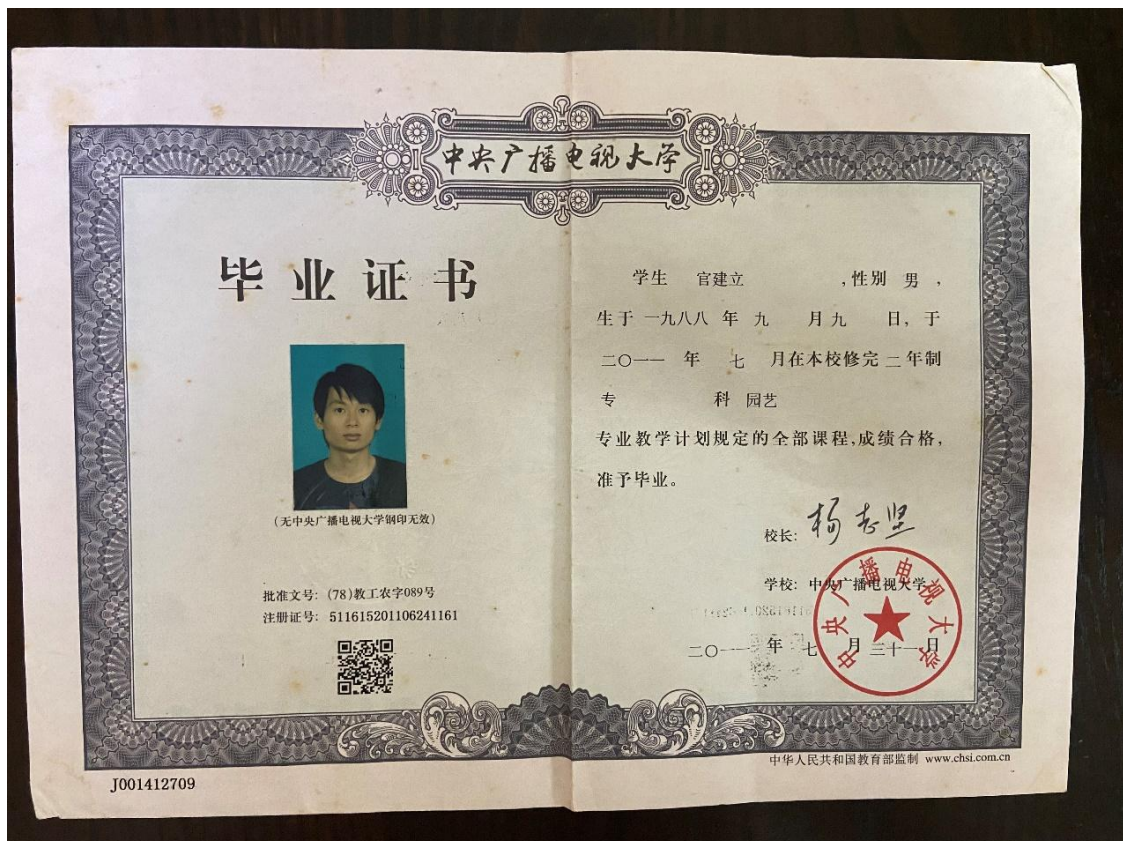 中央广播电视大学
毕业证书
(无中央广播电视大学钢印无效)
批准文号: (78)教工农字089号
注册证号: 511615201106241161
J001412709
学生 官建立 ,性别 男 ,
生于 一九八八 年 九 月 九 日, 于
二〇一一 年 七 月在本校修完 二 年制
专 科 园艺
专业教学计划规定的全部课程,成绩合格,
准予毕业。
校长: 杨志坚
学校: 中央广播电视大学
二〇一一 年 七 月 三十一 日
中央广播电视大学
中华人民共和国教育部监制 www.chsi.com.cn